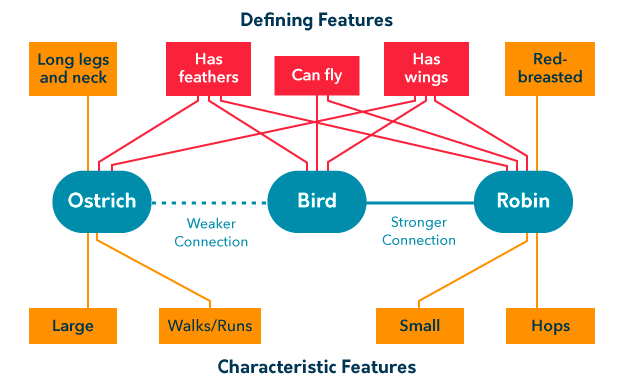 Defining Features
Long legs
and neck
Has
feathers
Can fly
Has
wings
Red-
breasted
Ostrich
Bird
Robin
Weaker
Connection
Stronger
Connection
Large
Walks/Runs
Small
Hops
Characteristic Features